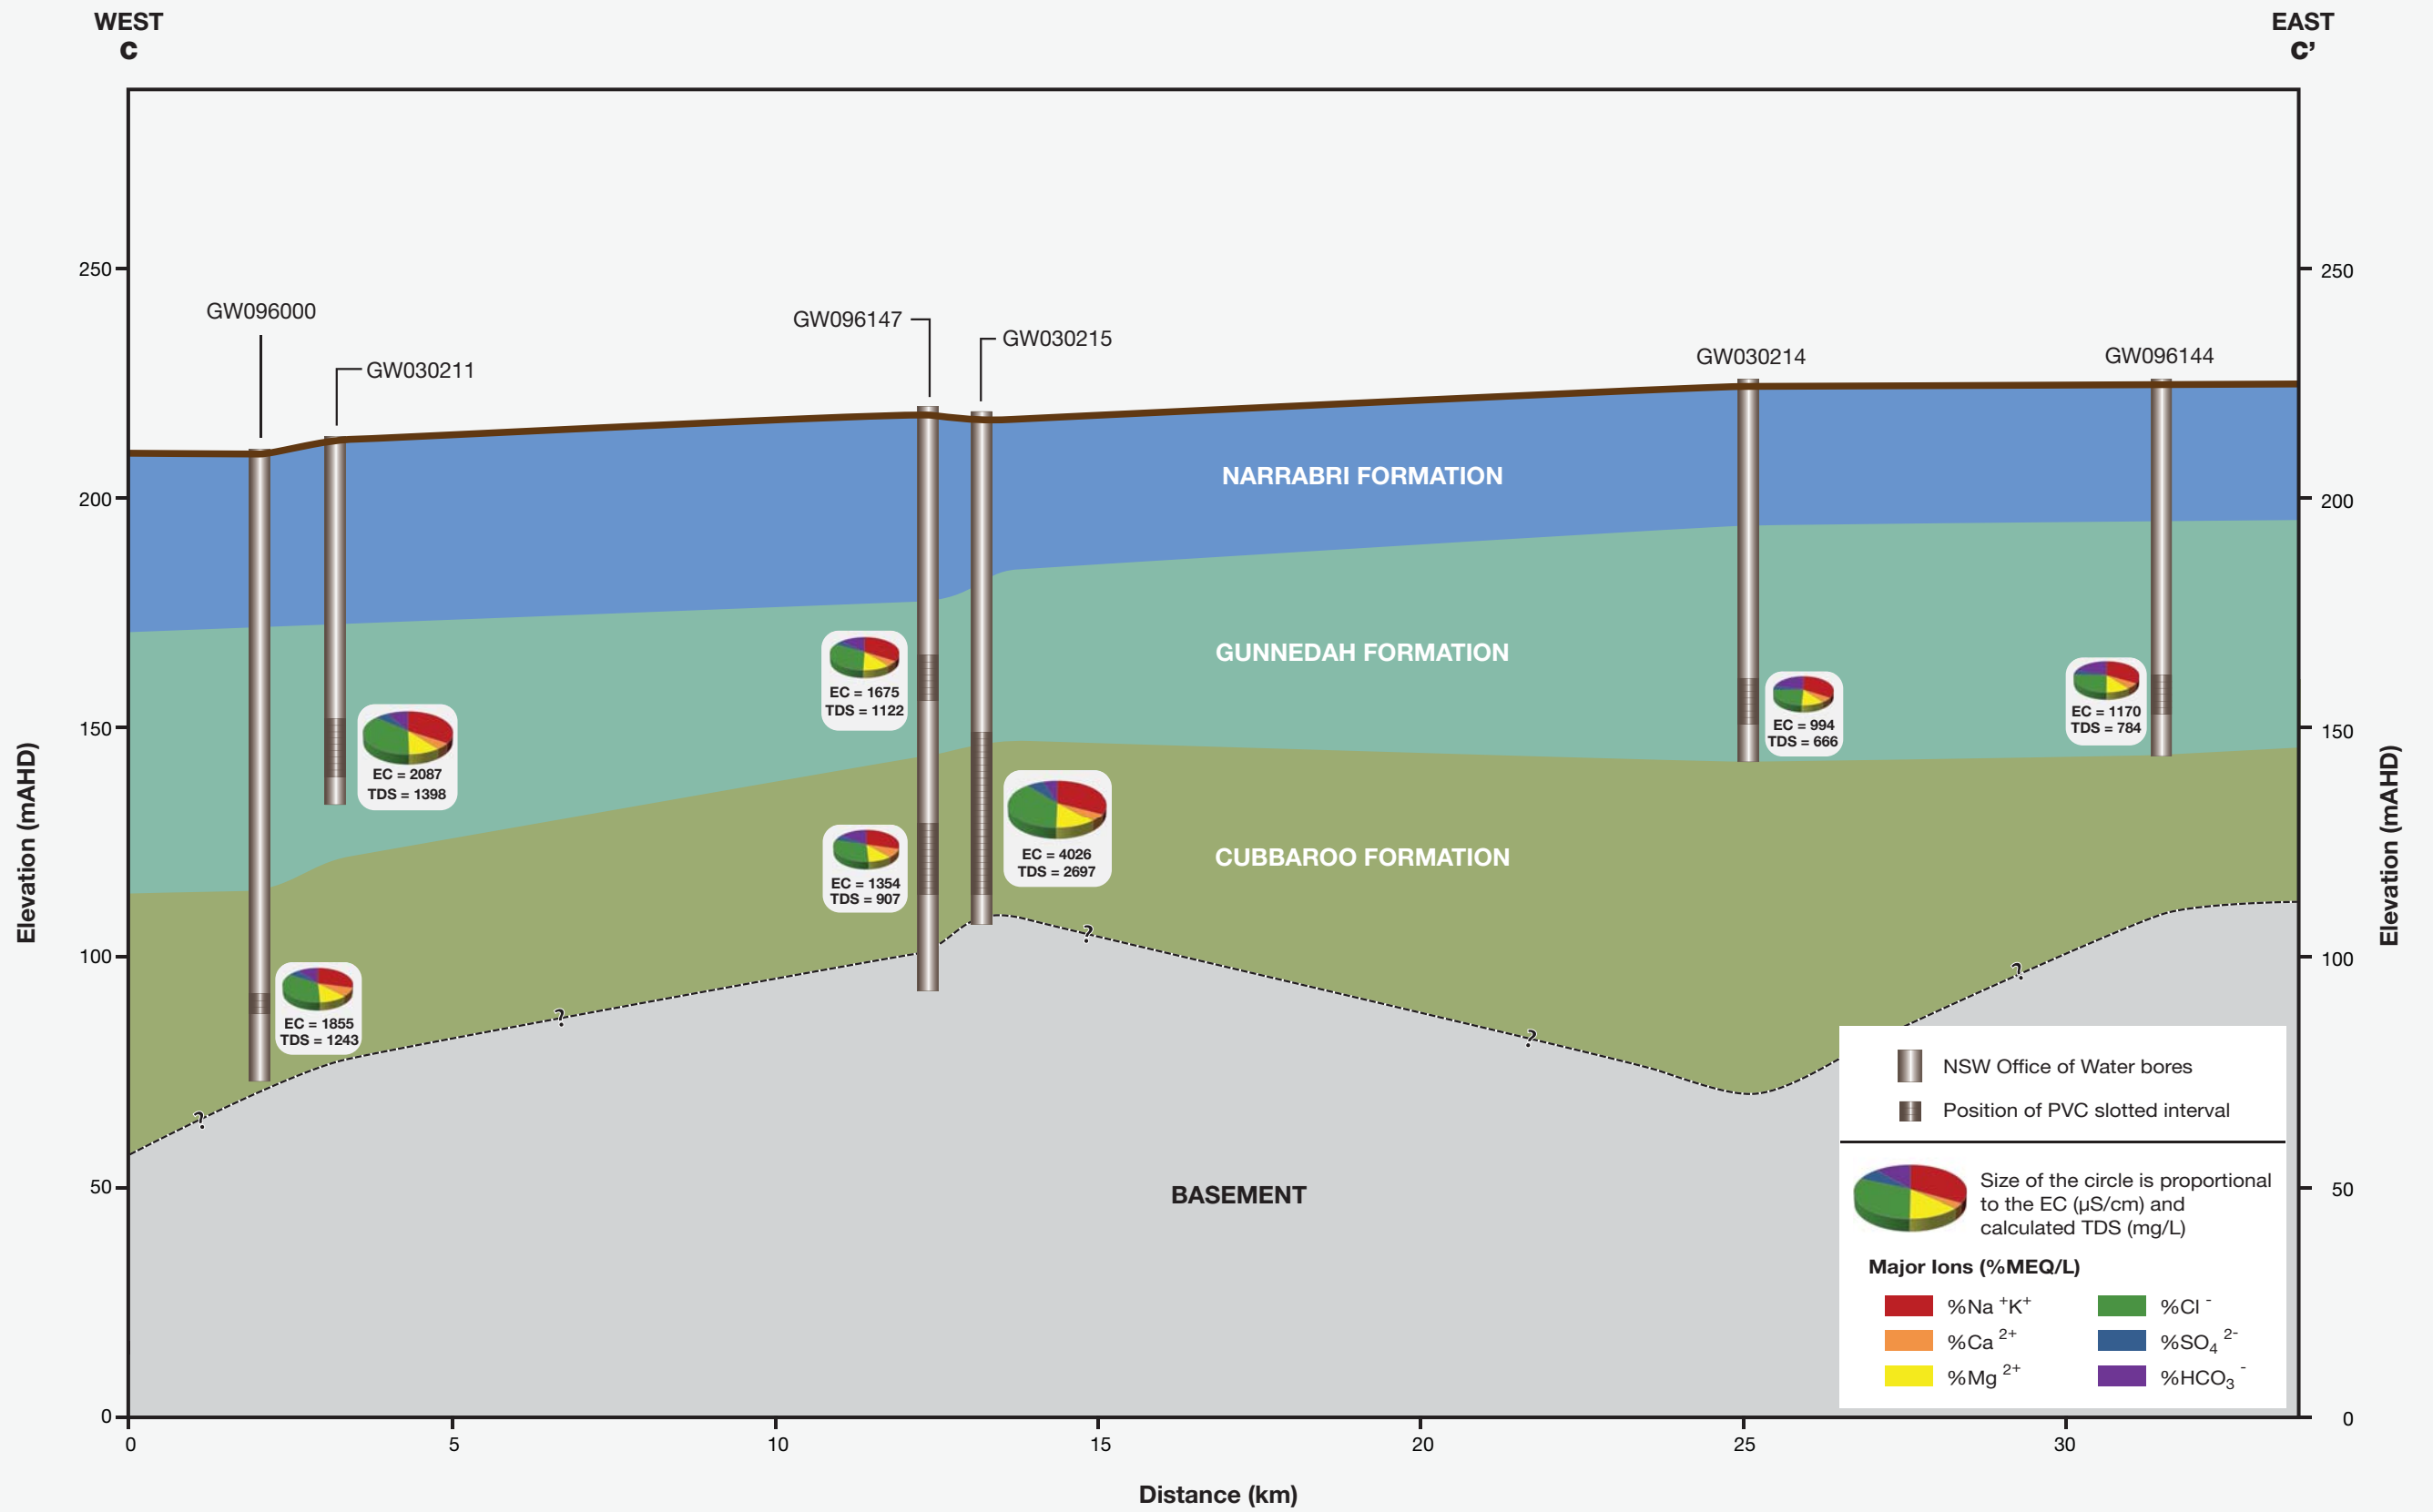 WEST
C
EAST
C’
250
200
150
100
50
0
Elevation (mAHD)
GW096000
GW030211
GW096147
GW030215
GW030214
GW096144
NARRABRI FORMATION
GUNNEDAH FORMATION
CUBBAROO FORMATION
BASEMENT
EC = 1855
TDS = 1243
EC = 2087
TDS = 1398
EC = 1675
TDS = 1122
EC = 1354
TDS = 907
EC = 4026
TDS = 2697
EC = 994
TDS = 666
EC = 1170
TDS = 784
?
?
?
?
?
250
200
150
100
50
0
Elevation (mAHD)
NSW Office of Water bores
Position of PVC slotted interval
Size of the circle is proportional
to the EC (µS/cm) and
calculated TDS (mg/L)
Major Ions (%MEQ/L)
%Na ⁺K⁺
%Ca ²⁺
%Mg ²⁺
%Cl ⁻
%SO₄ ²⁻
%HCO₃ ⁻
0 5 10 15 20 25 30
Distance (km)